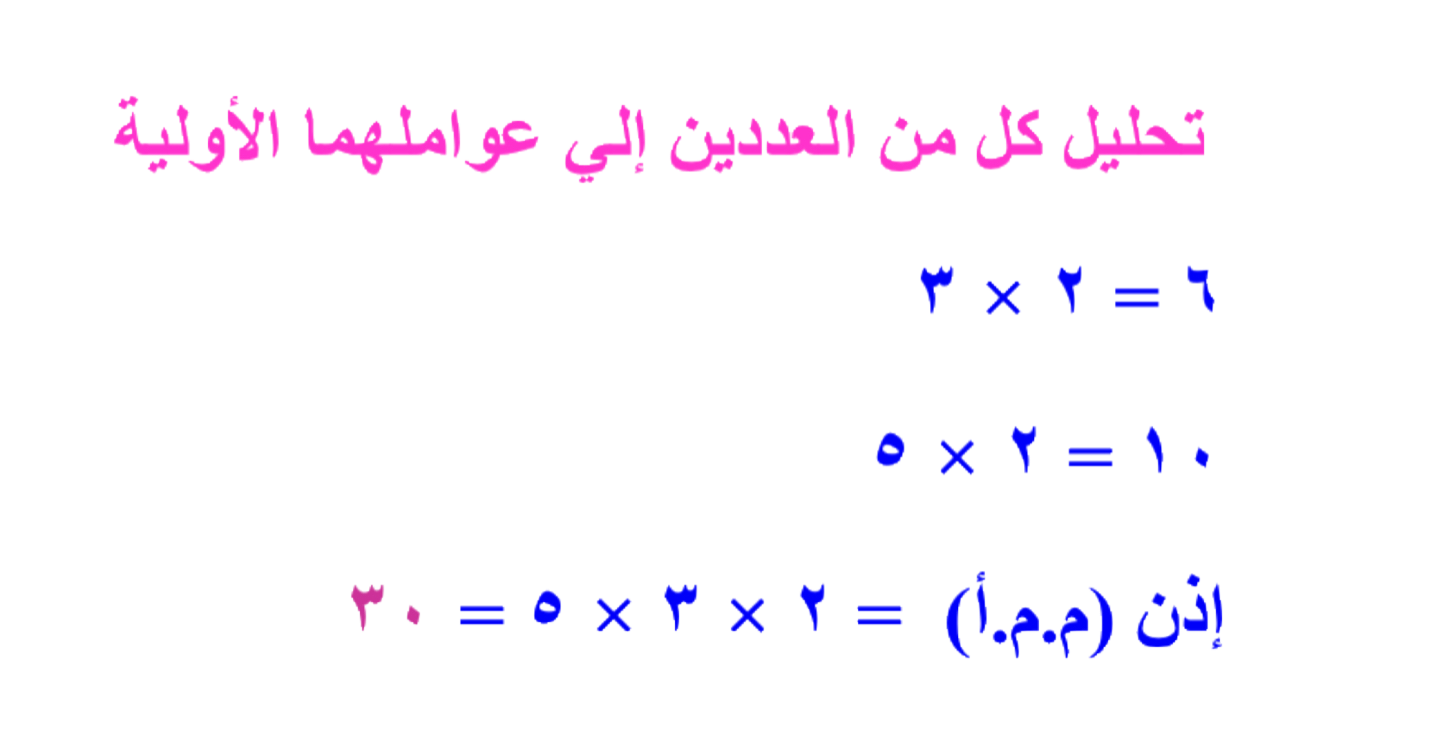 تحليل كل من العددين إلي عواملهما الأولية
٦ = ٢ × ٣
١٠ = ٢ × ٥
إذن (م.م.أ) = ٢ × ٣ × ٥ = ٣٠